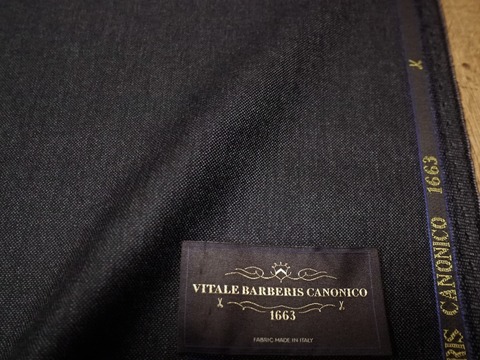 VITALE BARBERIS CANONICO
1663
FABRIC MADE IN ITALY
CANONICO 1663